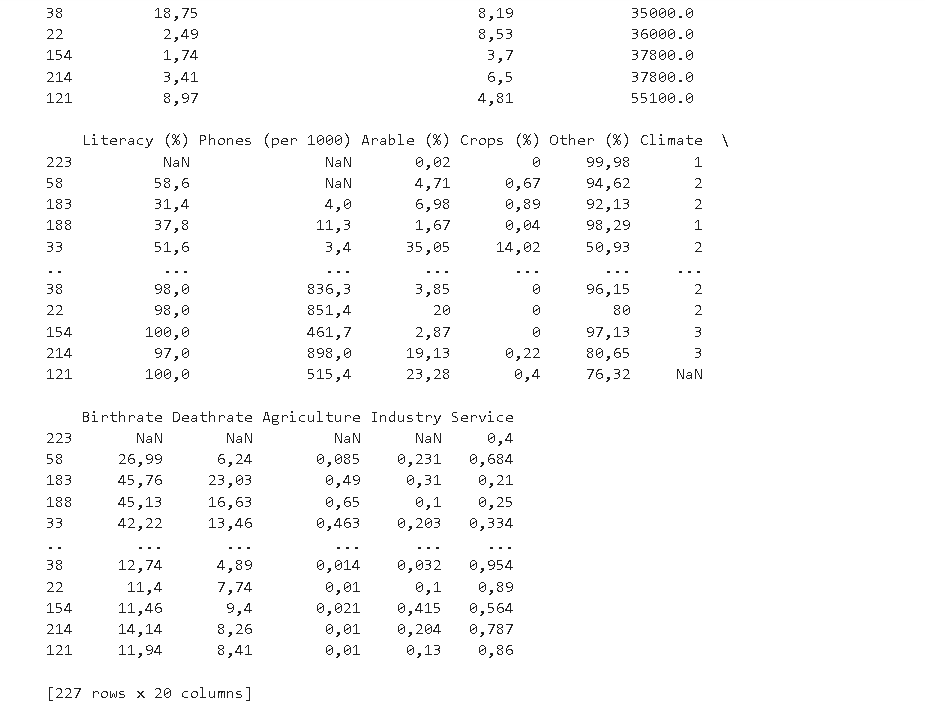 38 18,75 8,19 35000.0
22 2,49 8,53 36000.0
154 1,74 3,7 37800.0
214 3,41 6,5 37800.0
121 8,97 4,81 55100.0
Literacy (%) Phones (per 1000) Arable (%) Crops (%) Other (%) Climate \
223 NaN NaN 0,02 0 99,98 1
58 58,6 NaN 4,71 0,67 94,62 2
183 31,4 4,0 6,98 0,89 92,13 2
188 37,8 11,3 1,67 0,04 98,29 1
33 51,6 3,4 35,05 14,02 50,93 2
.. ... ... ... ... ... ...
38 98,0 836,3 3,85 0 96,15 2
22 98,0 851,4 20 0 80 2
154 100,0 461,7 2,87 0 97,13 3
214 97,0 898,0 19,13 0,22 80,65 3
121 100,0 515,4 23,28 0,4 76,32 NaN
Birthrate Deathrate Agriculture Industry Service
223 NaN NaN NaN NaN 0,4
58 26,99 6,24 0,085 0,231 0,684
183 45,76 23,03 0,49 0,31 0,21
188 45,13 16,63 0,65 0,1 0,25
33 42,22 13,46 0,463 0,203 0,334
.. ... ... ... ... ...
38 12,74 4,89 0,014 0,032 0,954
22 11,4 7,74 0,01 0,1 0,89
154 11,46 9,4 0,021 0,415 0,564
214 14,14 8,26 0,01 0,204 0,787
121 11,94 8,41 0,01 0,13 0,86
[227 rows x 20 columns]